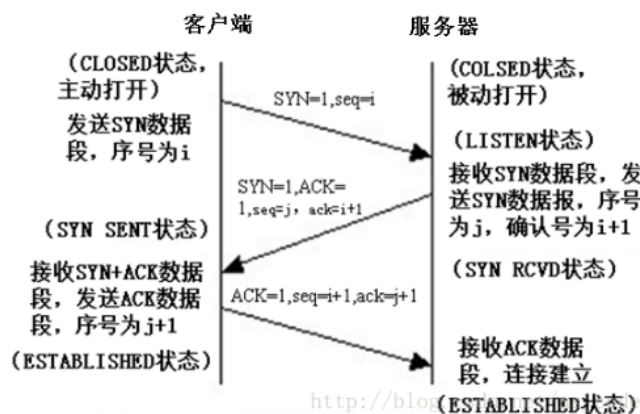 客户端
服务器
(CLOSED状态，
主动打开)
发送SYN数据
段，序号为i
SYN=1,seq=i
(COLSED状态，
被动打开)
(LISTEN状态)
接收SYN数据段，发
送SYN数据报，序号
为j，确认号为i+1
SYN=1,ACK=
1,seq=j，ack=i+1
(SYN SENT状态)
(SYN RCVD状态)
接收SYN+ACK数据
段，发送ACK数据
段，序号为j+1
ACK=1,seq=i+1,ack=j+1
(ESTABLISHED状态)
接收ACK数据
段，连接建立
(ESTABLISHED状态)
http://blog